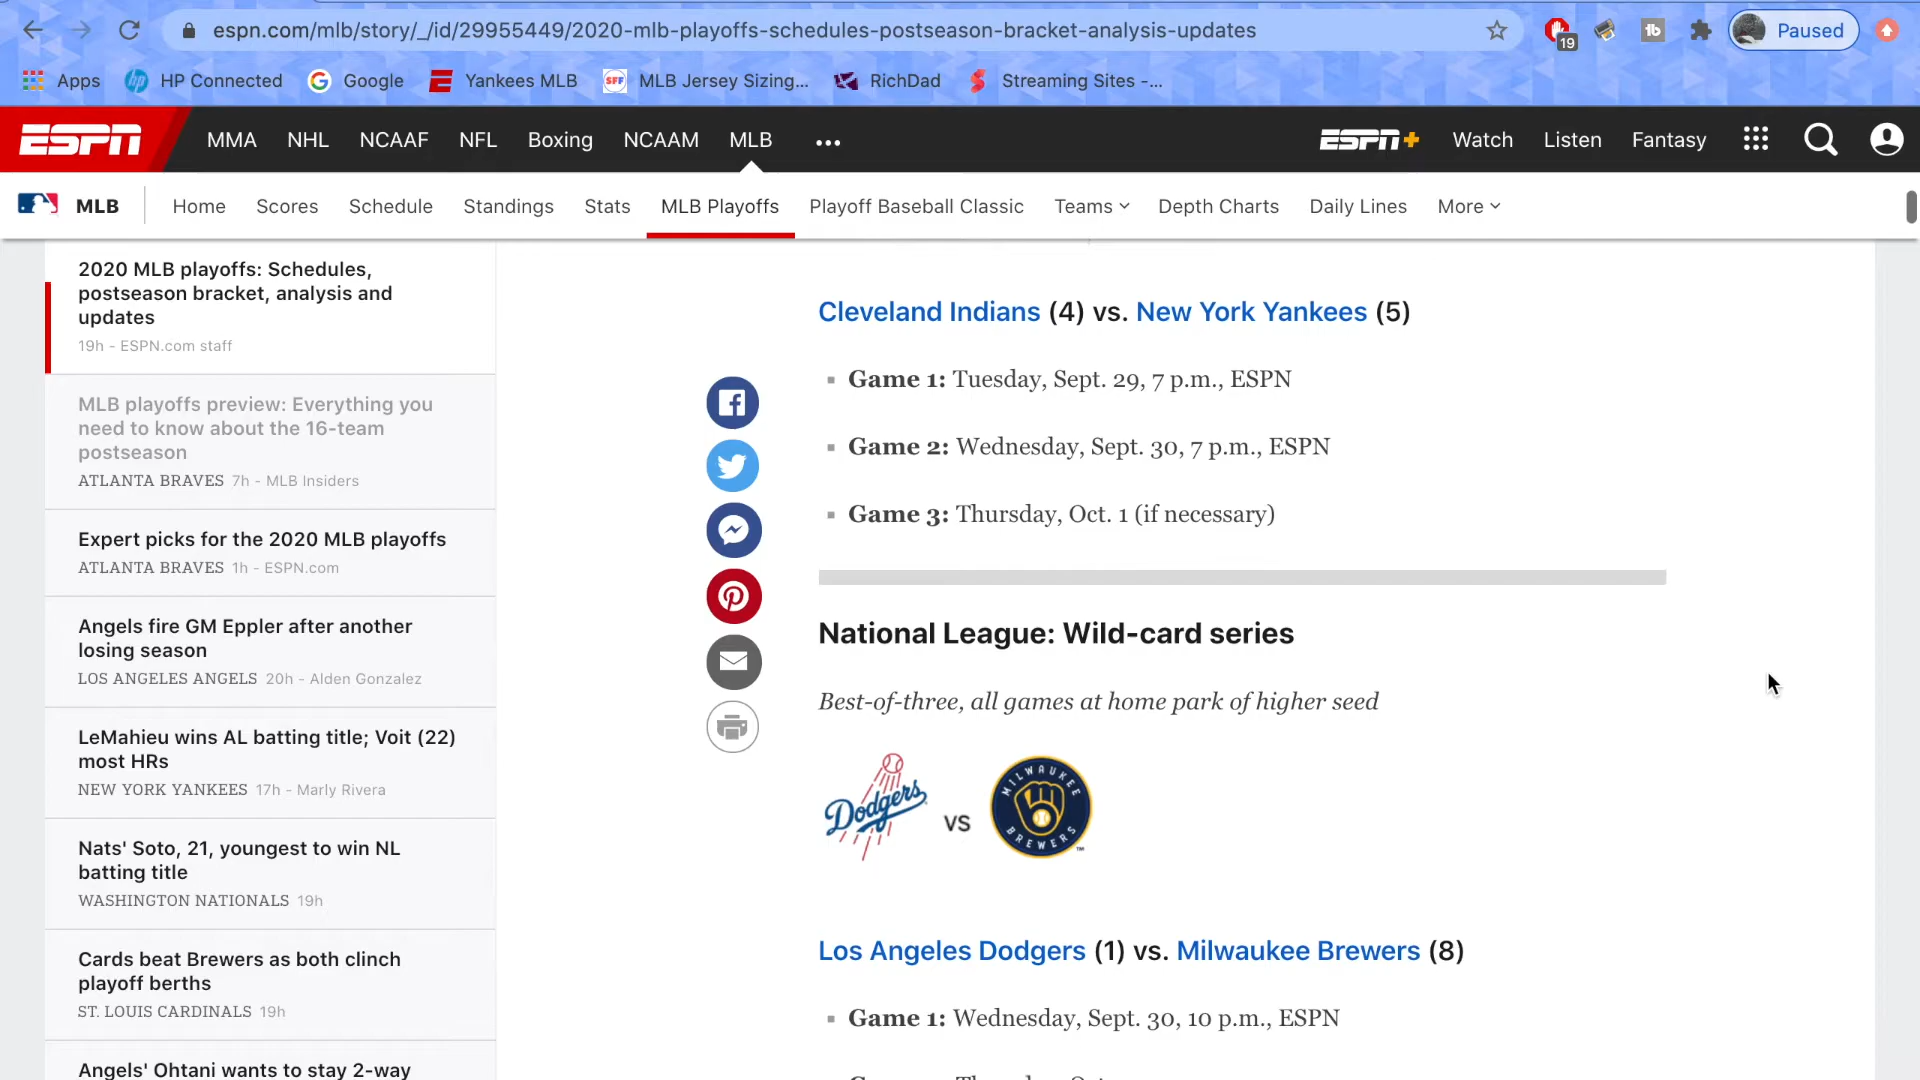 espn.com/mlb/story/_/id/29955449/2020-mlb-playoffs-schedules-postseason-bracket-analysis-updates
19
tb
Paused
Apps
hp
HP Connected
Google
Yankees MLB
SFF
MLB Jersey Sizing...
RichDad
Streaming Sites -...
ESPN
MMA
NHL
NCAAF
NFL
Boxing
NCAAM
MLB
ESPN+
Watch
Listen
Fantasy
MLB
Home
Scores
Schedule
Standings
Stats
MLB Playoffs
Playoff Baseball Classic
Teams
Depth Charts
Daily Lines
More
2020 MLB playoffs: Schedules,
postseason bracket, analysis and
updates
19h - ESPN.com staff
MLB playoffs preview: Everything you
need to know about the 16-team
postseason
ATLANTA BRAVES 7h - MLB Insiders
Expert picks for the 2020 MLB playoffs
ATLANTA BRAVES 1h - ESPN.com
Angels fire GM Eppler after another
losing season
LOS ANGELES ANGELS 20h - Alden Gonzalez
LeMahieu wins AL batting title; Voit (22)
most HRs
NEW YORK YANKEES 17h - Marly Rivera
Nats' Soto, 21, youngest to win NL
batting title
WASHINGTON NATIONALS 19h
Cards beat Brewers as both clinch
playoff berths
ST. LOUIS CARDINALS 19h
Angels' Ohtani wants to stay 2-way
Cleveland Indians (4) vs. New York Yankees (5)
Game 1: Tuesday, Sept. 29, 7 p.m., ESPN
Game 2: Wednesday, Sept. 30, 7 p.m., ESPN
Game 3: Thursday, Oct. 1 (if necessary)
National League: Wild-card series
Best-of-three, all games at home park of higher seed
Dodgers
VS
MILWAUKEE
BREWERS
™
Los Angeles Dodgers (1) vs. Milwaukee Brewers (8)
Game 1: Wednesday, Sept. 30, 10 p.m., ESPN